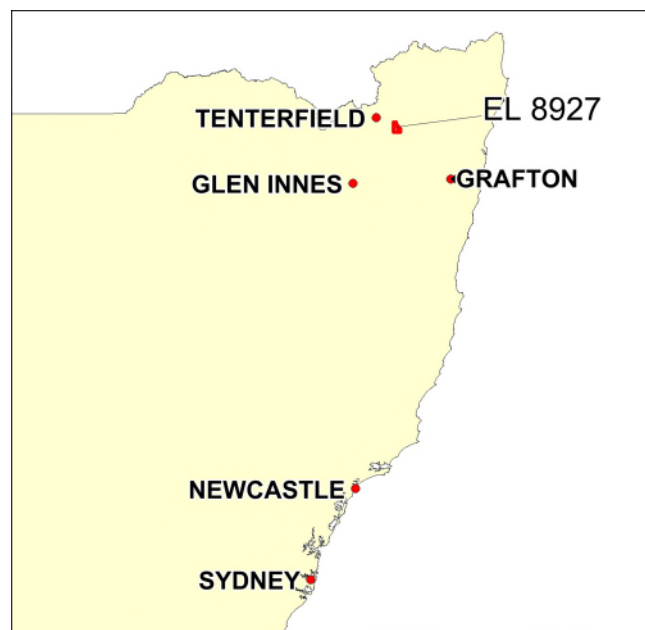 TENTERFIELD
EL 8927
GLEN INNES
GRAFTON
NEWCASTLE
SYDNEY